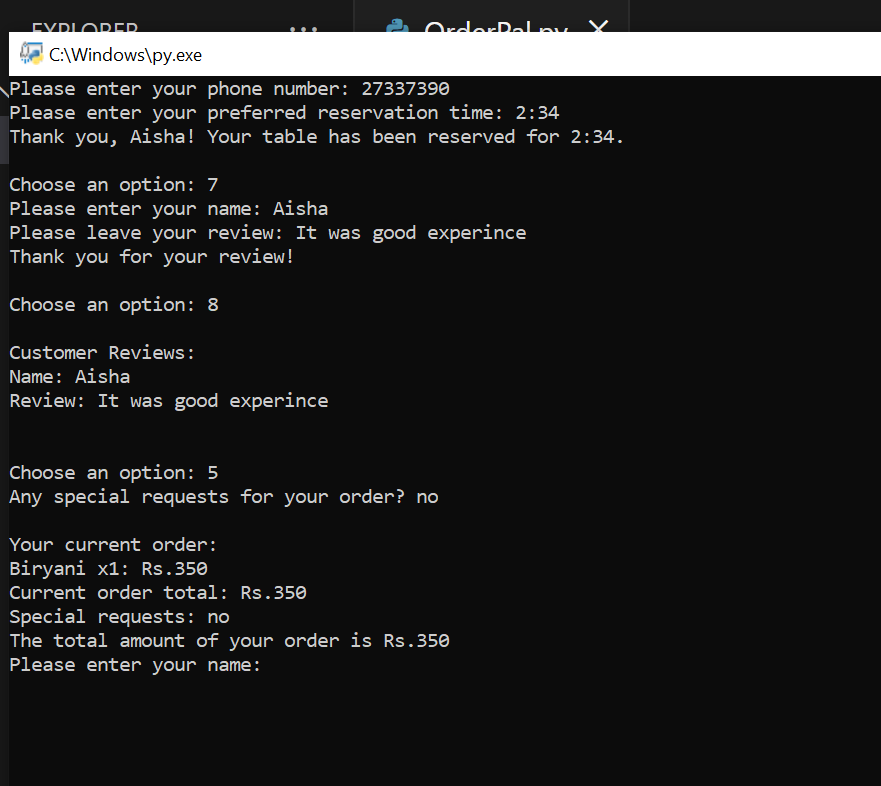 EXPLORER ... OrderPal.py
C:\Windows\py.exe
Please enter your phone number: 27337390
Please enter your preferred reservation time: 2:34
Thank you, Aisha! Your table has been reserved for 2:34.
Choose an option: 7
Please enter your name: Aisha
Please leave your review: It was good experince
Thank you for your review!
Choose an option: 8
Customer Reviews:
Name: Aisha
Review: It was good experince
Choose an option: 5
Any special requests for your order? no
Your current order:
Biryani x1: Rs.350
Current order total: Rs.350
Special requests: no
The total amount of your order is Rs.350
Please enter your name: